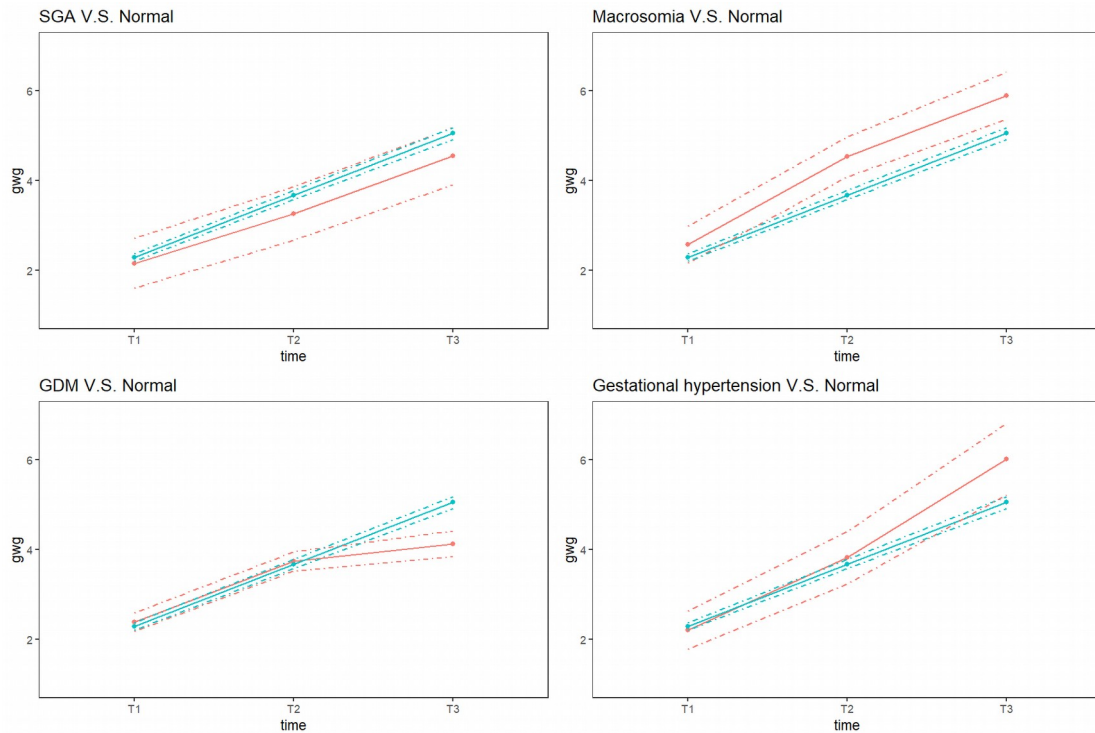 SGA V.S. Normal
6
4
2
gwg
T1 T2 T3
time
Macrosomia V.S. Normal
6
4
2
gwg
T1 T2 T3
time
GDM V.S. Normal
6
4
2
gwg
T1 T2 T3
time
Gestational hypertension V.S. Normal
6
4
2
gwg
T1 T2 T3
time